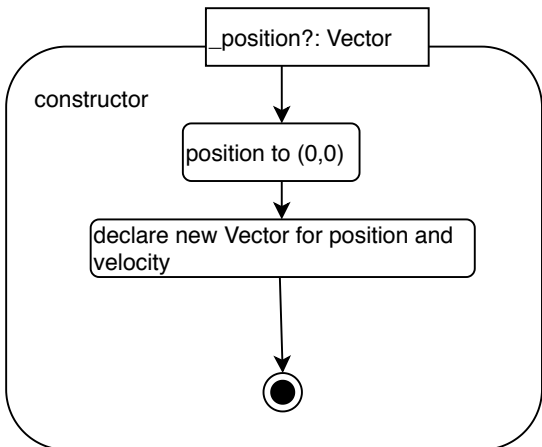 _position?: Vector
constructor
position to (0,0)
declare new Vector for position and
velocity